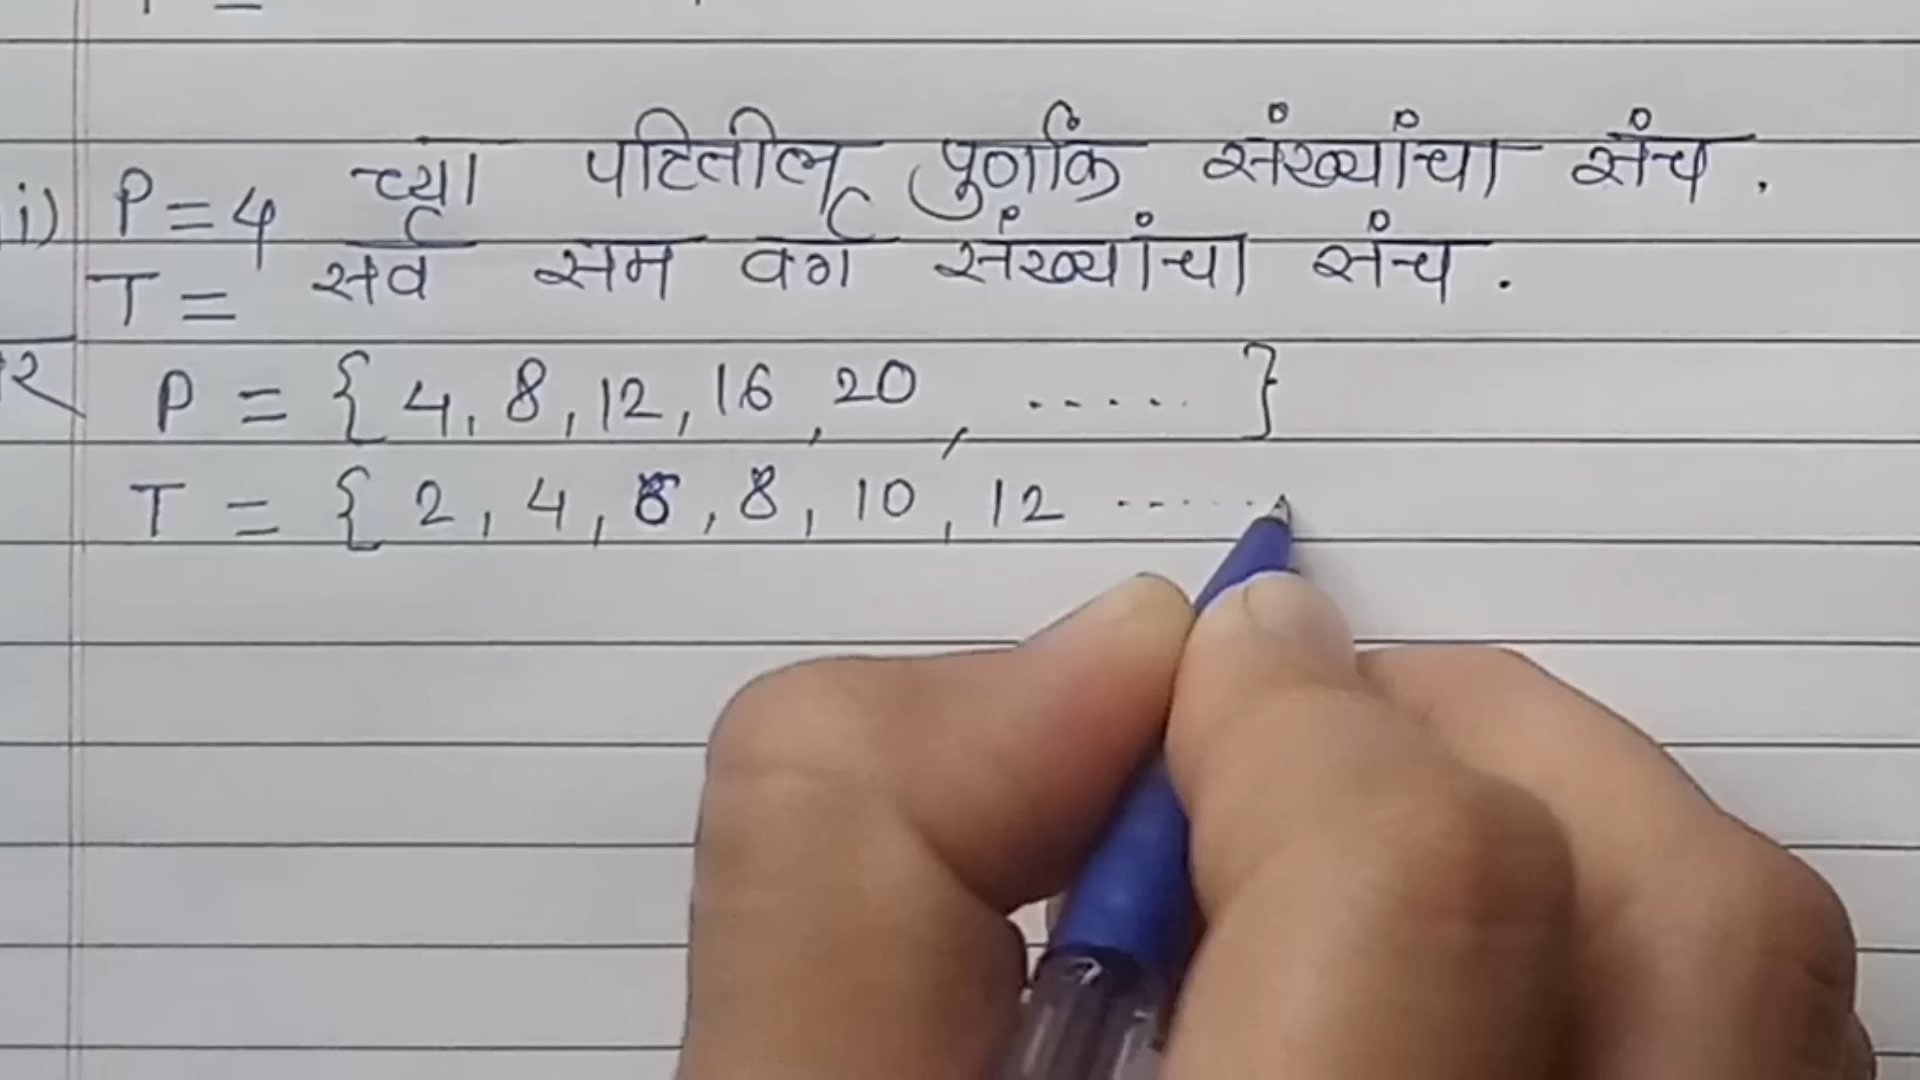 i) P = 4 च्या पटितील पुर्णांक संख्यांचा संच .
T = सर्व सम वर्ग संख्यांचा संच .
P = { 4, 8, 12, 16, 20, ..... }
T = { 2, 4, 6, 8, 10, 12 ......